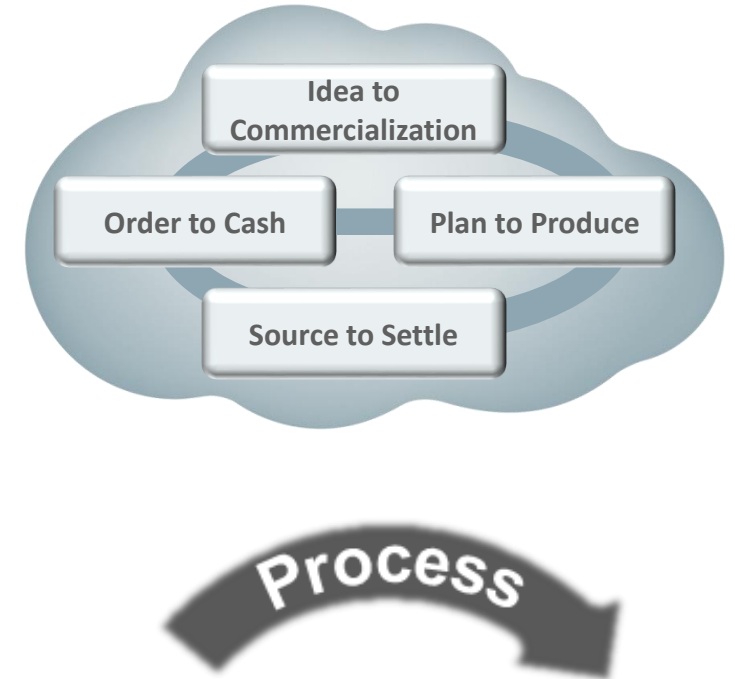 Idea to
Commercialization
Order to Cash
Plan to Produce
Source to Settle
Process